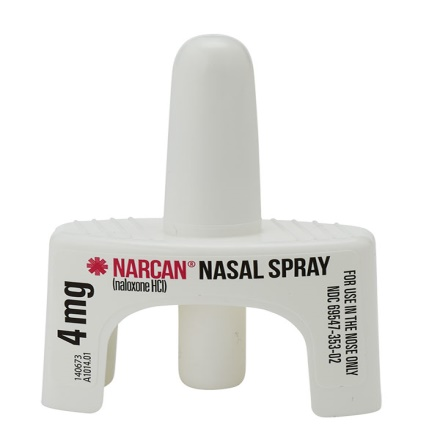 NARCAN® NASAL SPRAY
(naloxone HCl)
4 mg
140673
A1014.01
FOR USE IN THE NOSE ONLY
NDC 69547-353-02